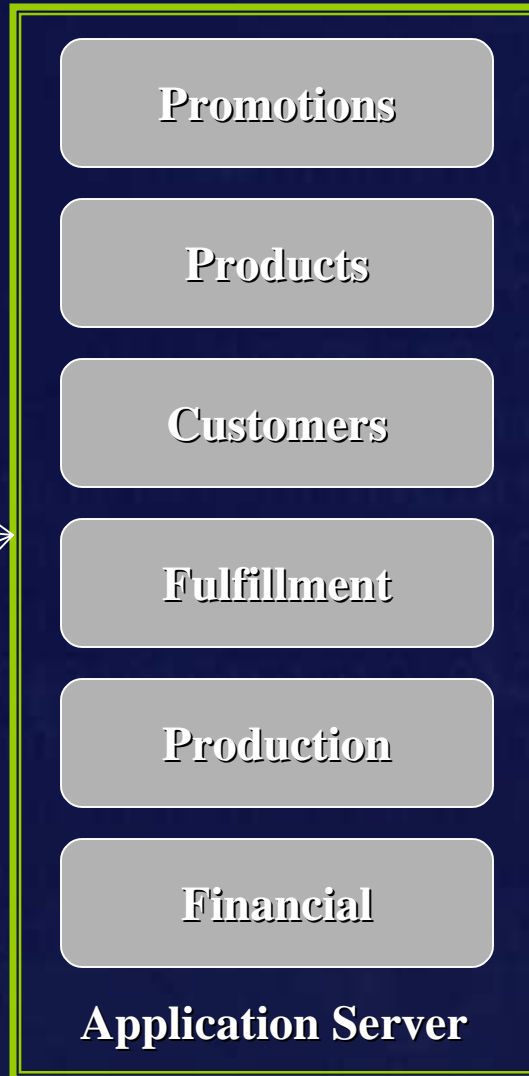 Promotions
Products
Customers
Fulfillment
Production
Financial
Application Server